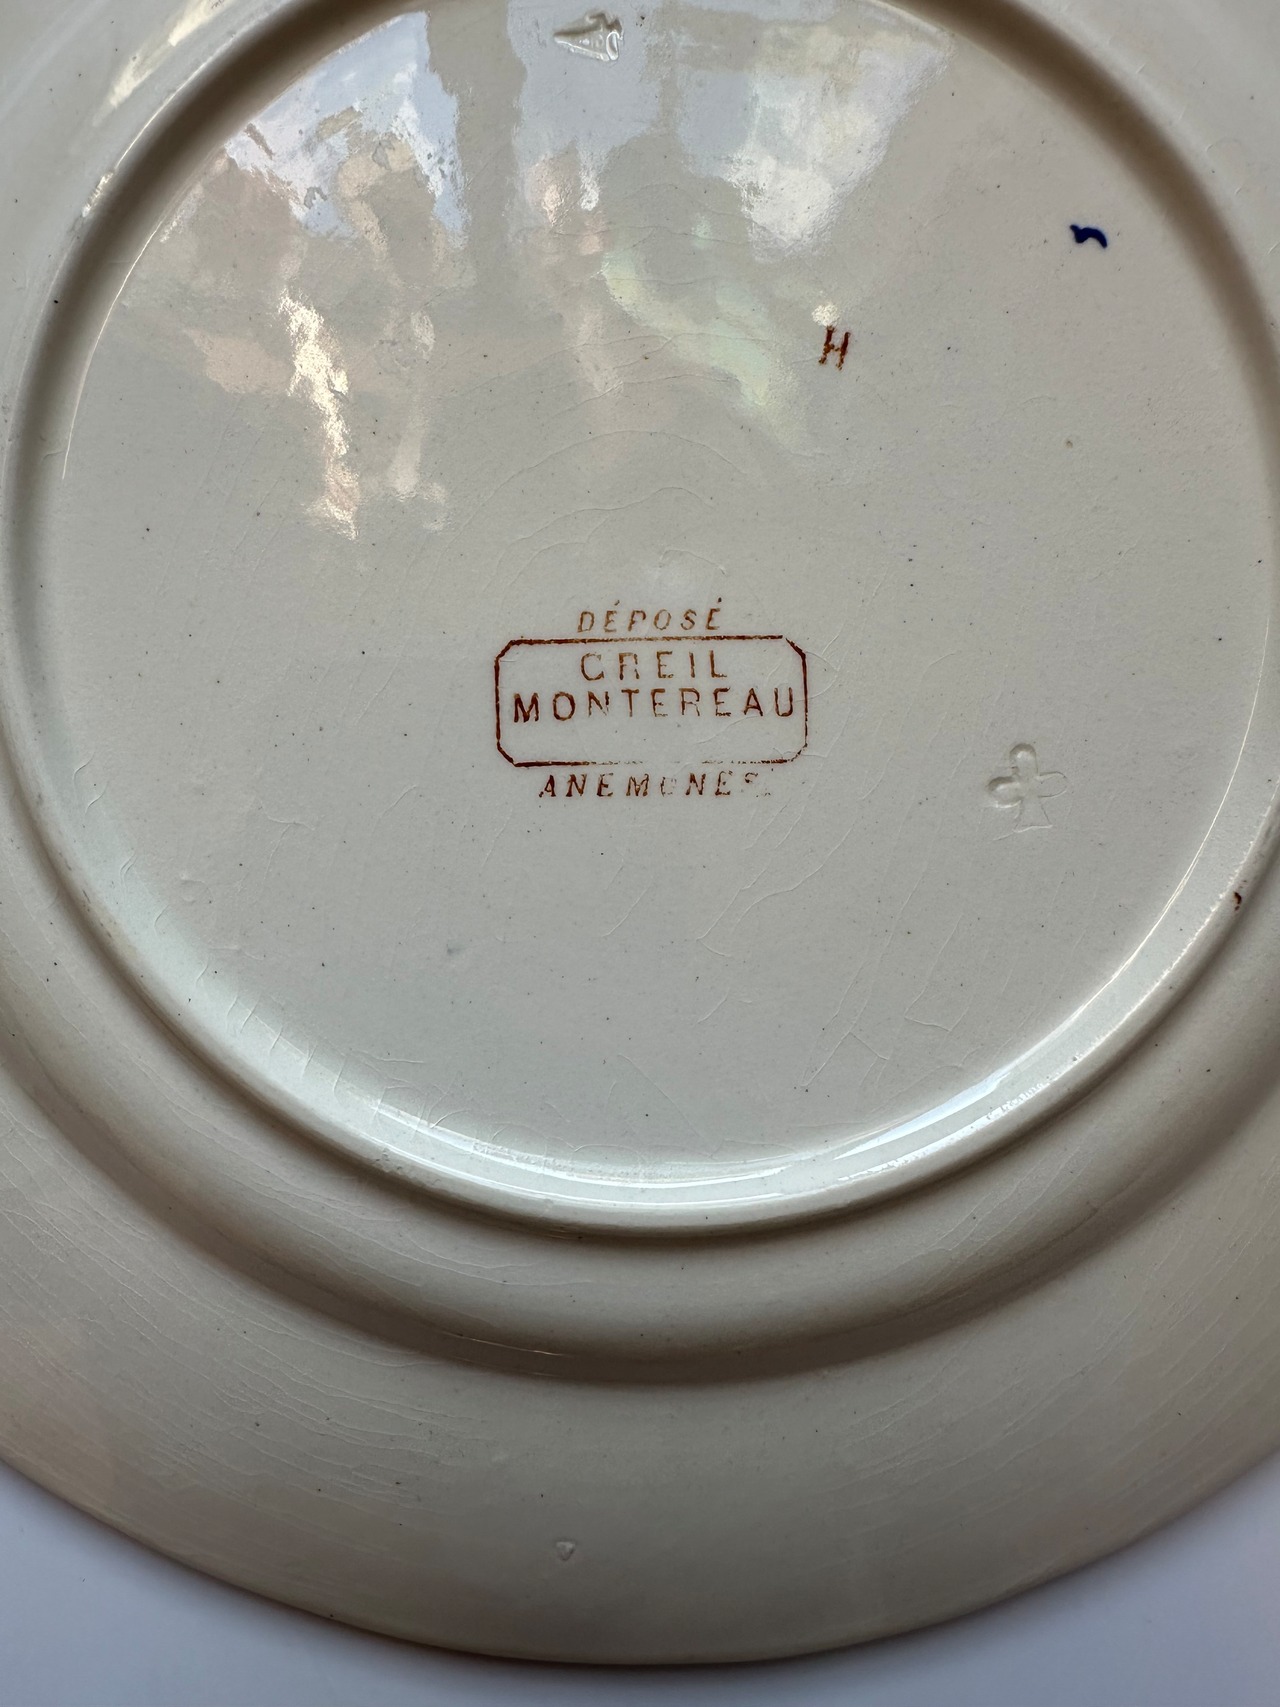 H
DÉPOSÉ
CREIL
MONTEREAU
ANEMONES